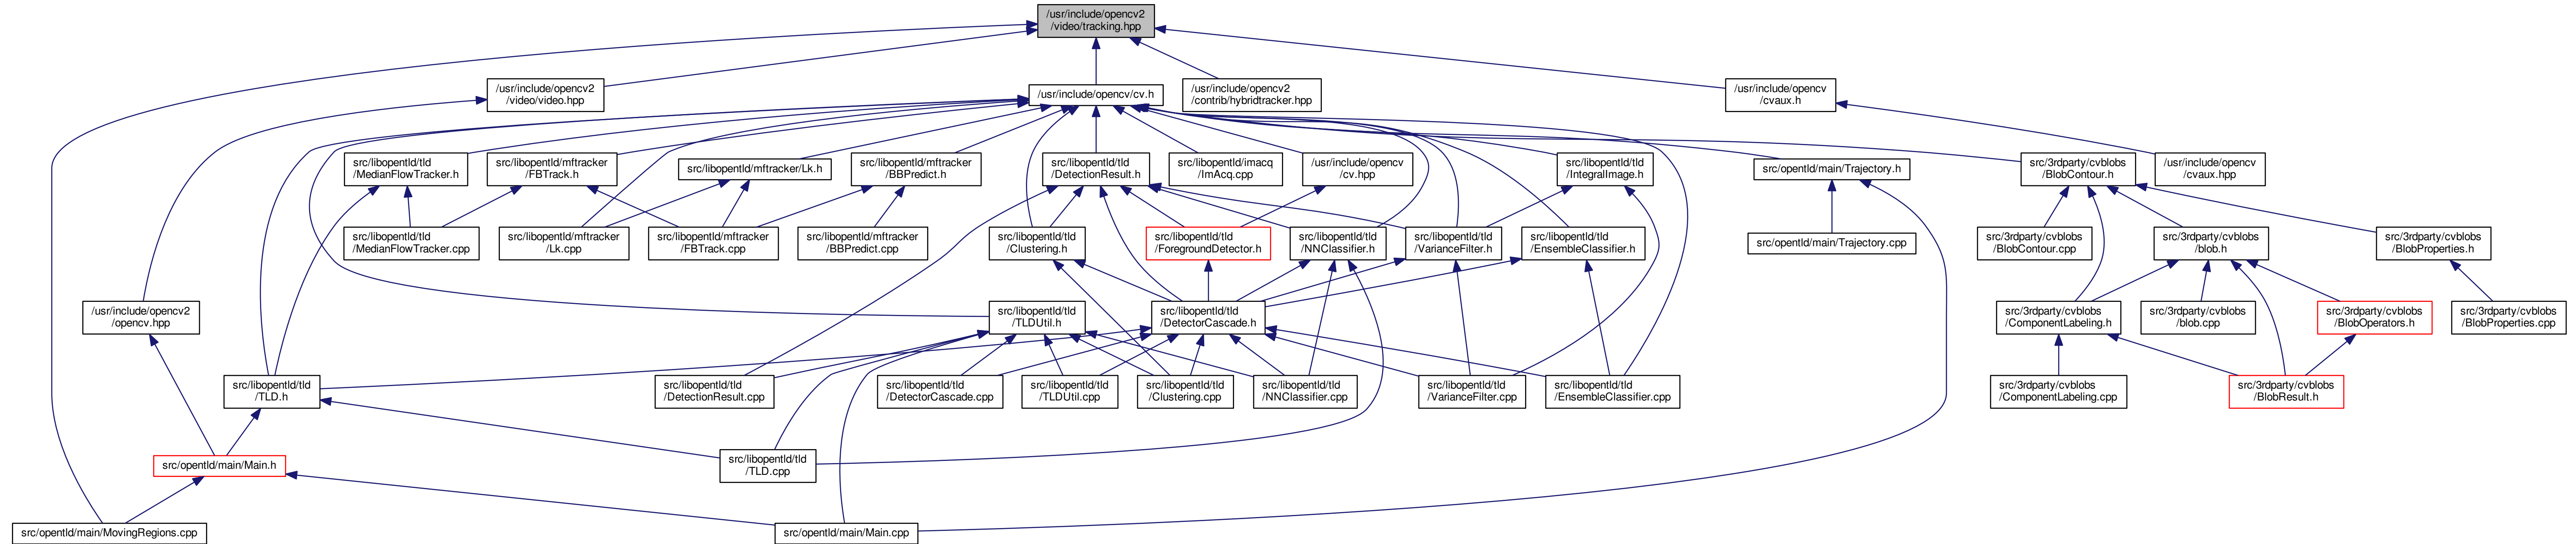 /usr/include/opencv2
/video/tracking.hpp
/usr/include/opencv2
/video/video.hpp
/usr/include/opencv/cv.h
/usr/include/opencv2
/contrib/hybridtracker.hpp
/usr/include/opencv
/cvaux.h
src/libopentld/tld
/MedianFlowTracker.h
src/libopentld/mftracker
/FBTrack.h
src/libopentld/mftracker/Lk.h
src/libopentld/mftracker
/BBPredict.h
src/libopentld/tld
/DetectionResult.h
src/libopentld/imacq
/ImAcq.cpp
/usr/include/opencv
/cv.hpp
src/libopentld/tld
/IntegralImage.h
src/opentld/main/Trajectory.h
src/3rdparty/cvblobs
/BlobContour.h
/usr/include/opencv
/cvaux.hpp
src/libopentld/tld
/MedianFlowTracker.cpp
src/libopentld/mftracker
/Lk.cpp
src/libopentld/mftracker
/FBTrack.cpp
src/libopentld/mftracker
/BBPredict.cpp
src/libopentld/tld
/Clustering.h
src/libopentld/tld
/ForegroundDetector.h
src/libopentld/tld
/NNClassifier.h
src/libopentld/tld
/VarianceFilter.h
src/libopentld/tld
/EnsembleClassifier.h
src/opentld/main/Trajectory.cpp
src/3rdparty/cvblobs
/BlobContour.cpp
src/3rdparty/cvblobs
/blob.h
src/3rdparty/cvblobs
/BlobProperties.h
/usr/include/opencv2
/opencv.hpp
src/libopentld/tld
/TLDUtil.h
src/libopentld/tld
/DetectorCascade.h
src/3rdparty/cvblobs
/ComponentLabeling.h
src/3rdparty/cvblobs
/blob.cpp
src/3rdparty/cvblobs
/BlobOperators.h
src/3rdparty/cvblobs
/BlobProperties.cpp
src/libopentld/tld
/TLD.h
src/libopentld/tld
/DetectionResult.cpp
src/libopentld/tld
/DetectorCascade.cpp
src/libopentld/tld
/TLDUtil.cpp
src/libopentld/tld
/Clustering.cpp
src/libopentld/tld
/NNClassifier.cpp
src/libopentld/tld
/VarianceFilter.cpp
src/libopentld/tld
/EnsembleClassifier.cpp
src/3rdparty/cvblobs
/ComponentLabeling.cpp
src/3rdparty/cvblobs
/BlobResult.h
src/opentld/main/Main.h
src/libopentld/tld
/TLD.cpp
src/opentld/main/MovingRegions.cpp
src/opentld/main/Main.cpp